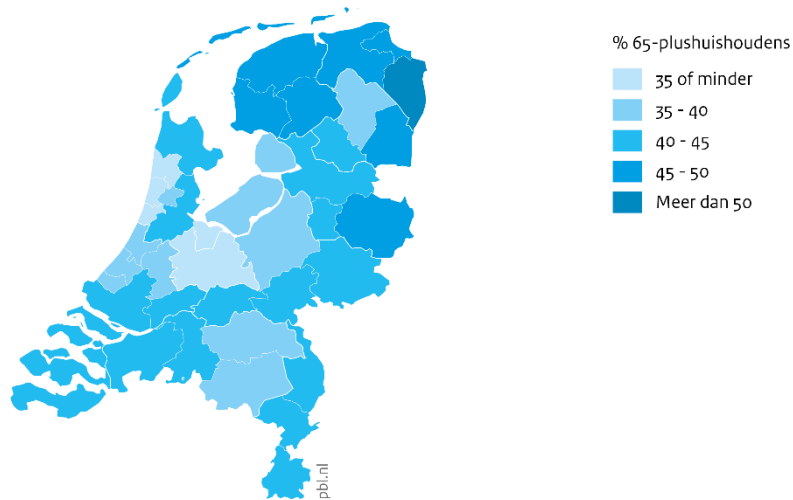 % 65-plushuishoudens
35 of minder
35 - 40
40 - 45
45 - 50
Meer dan 50
pbl.nl